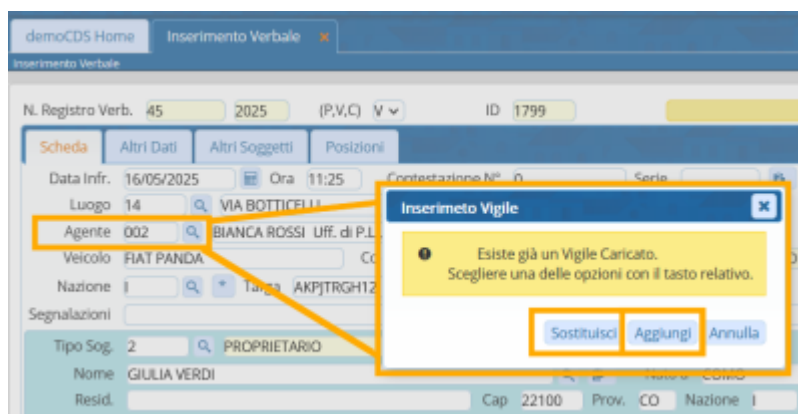 demoCDS Home Inserimento Verbale ×
Inserimento Verbale
N. Registro Verb. 45 2025 (P,V,C) V ID 1799
Scheda Altri Dati Altri Soggetti Posizioni
Data Infr. 16/05/2025 Ora 11:25 Contestazione N° 0 Serie
Luogo 14 VIA BOTTICELLI
Agente 002 BIANCA ROSSI Uff. di P.L.
Veicolo FIAT PANDA Co
Nazione I * Targa AKPJTRGH12
Segnalazioni
Tipo Sog. 2 PROPRIETARIO
Nome GIULIA VERDI Nato a COMO
Resid. Cap 22100 Prov. CO Nazione I
Inserimeto Vigile ×
Esiste già un Vigile Caricato.
Scegliere una delle opzioni con il tasto relativo.
Sostituisci Aggiungi Annulla